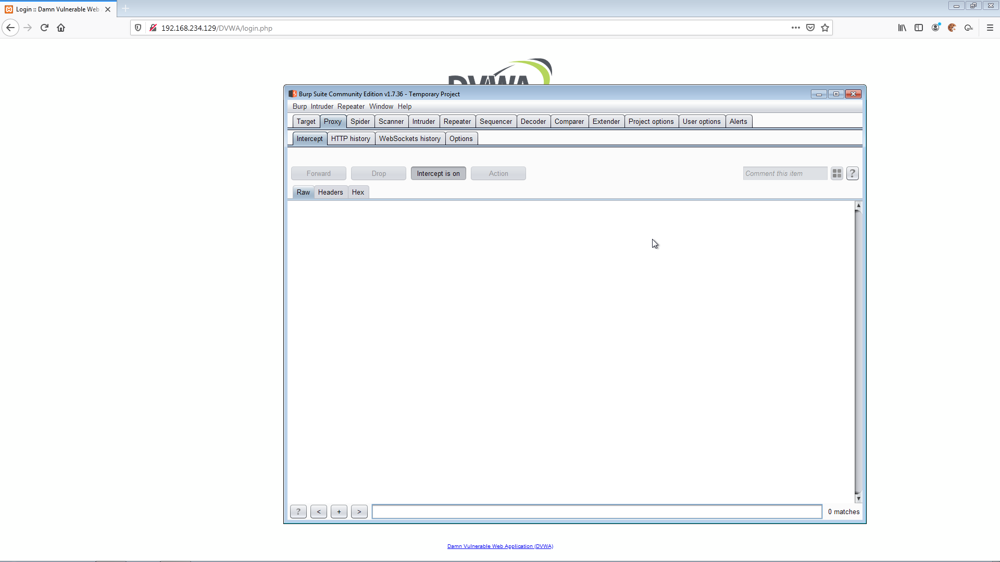 Login :: Damn Vulnerable Web
192.168.234.129/DVWA/login.php
DVWA
Burp Suite Community Edition v1.7.36 - Temporary Project
Burp Intruder Repeater Window Help
Target Proxy Spider Scanner Intruder Repeater Sequencer Decoder Comparer Extender Project options User options Alerts
Intercept HTTP history WebSockets history Options
Forward Drop Intercept is on Action Comment this item ?
Raw Headers Hex
? < + > 0 matches
Damn Vulnerable Web Application (DVWA)